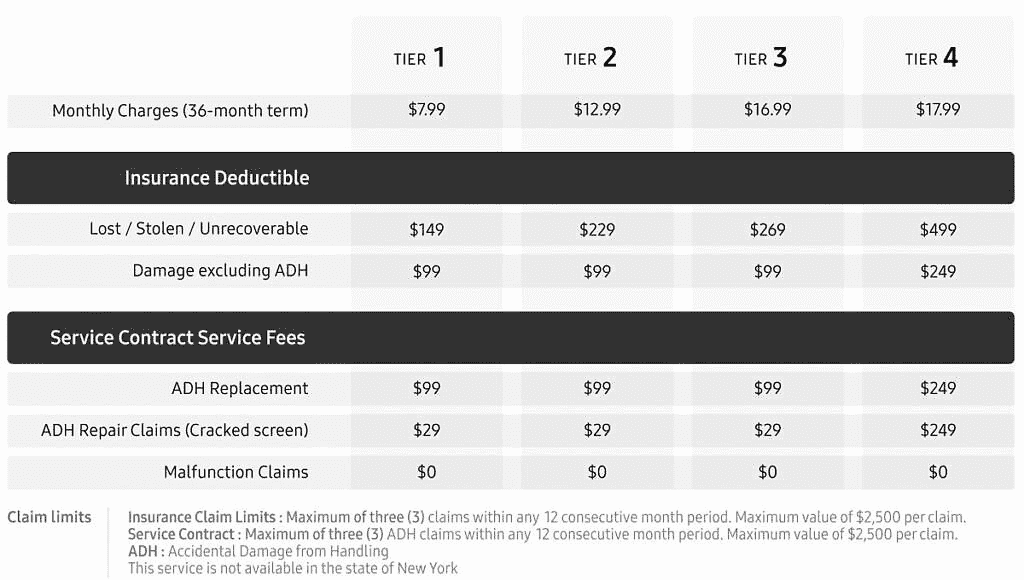 TIER 1 TIER 2 TIER 3 TIER 4
Monthly Charges (36-month term) $7.99 $12.99 $16.99 $17.99
Insurance Deductible
Lost / Stolen / Unrecoverable $149 $229 $269 $499
Damage excluding ADH $99 $99 $99 $249
Service Contract Service Fees
ADH Replacement $99 $99 $99 $249
ADH Repair Claims (Cracked screen) $29 $29 $29 $249
Malfunction Claims $0 $0 $0 $0
Claim limits Insurance Claim Limits : Maximum of three (3) claims within any 12 consecutive month period. Maximum value of $2,500 per claim.
Service Contract : Maximum of three (3) ADH claims within any 12 consecutive month period. Maximum value of $2,500 per claim.
ADH : Accidental Damage from Handling
This service is not available in the state of New York